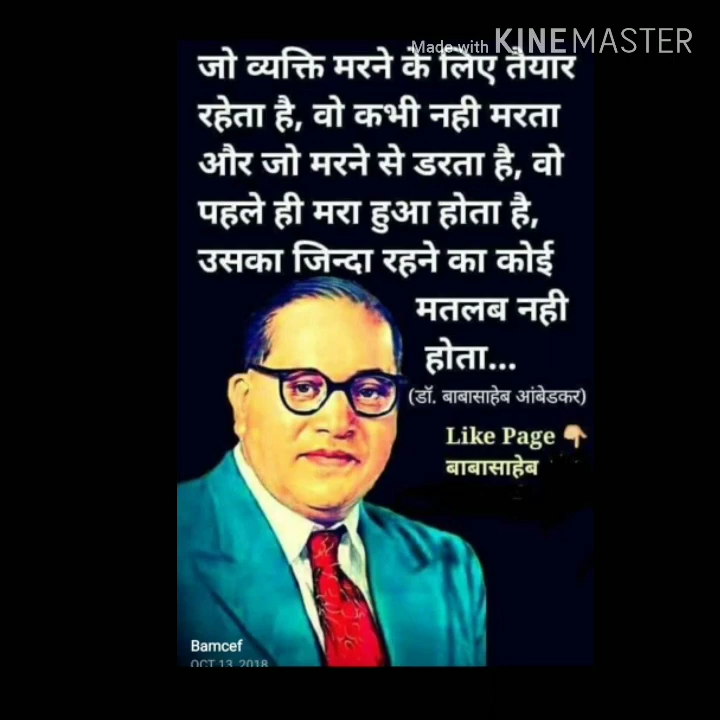 Made with KINEMASTER
जो व्यक्ति मरने के लिए तैयार
रहेता है, वो कभी नही मरता
और जो मरने से डरता है, वो
पहले ही मरा हुआ होता है,
उसका जिन्दा रहने का कोई
मतलब नही
होता...
(डॉ. बाबासाहेब आंबेडकर)
Like Page 👇
बाबासाहेब
Bamcef
OCT 13, 2018